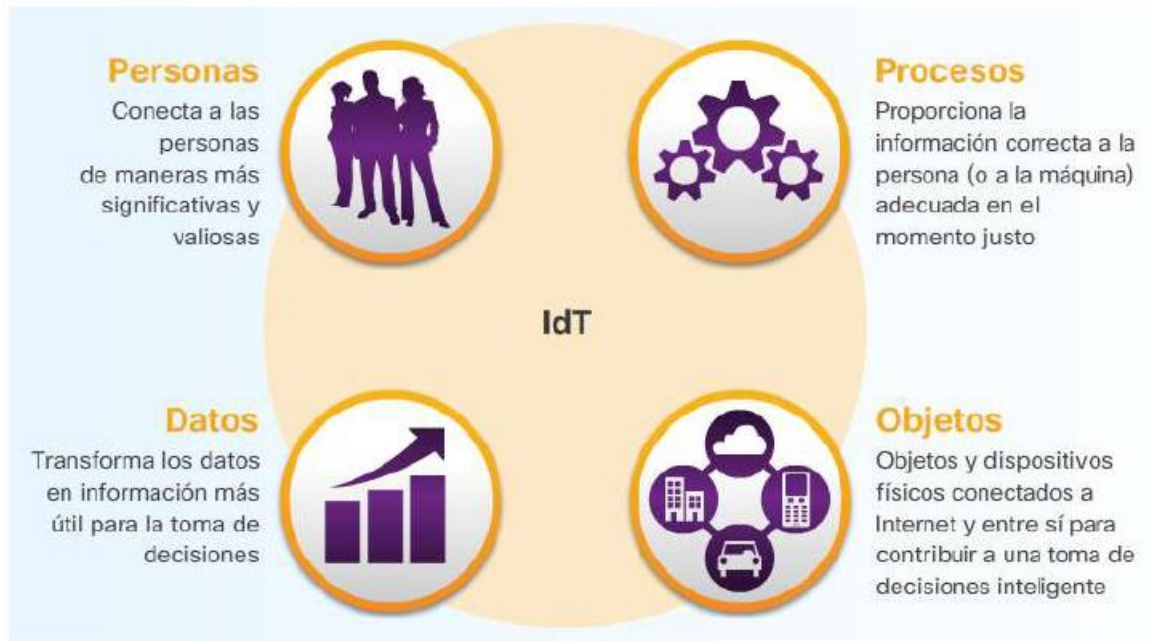 Personas
Conecta a las
personas
de maneras más
significativas y
valiosas
Procesos
Proporciona la
información correcta a la
persona (o a la máquina)
adecuada en el
momento justo
IdT
Datos
Transforma los datos
en información más
útil para la toma de
decisiones
Objetos
Objetos y dispositivos
físicos conectados a
Internet y entre sí para
contribuir a una toma de
decisiones inteligente